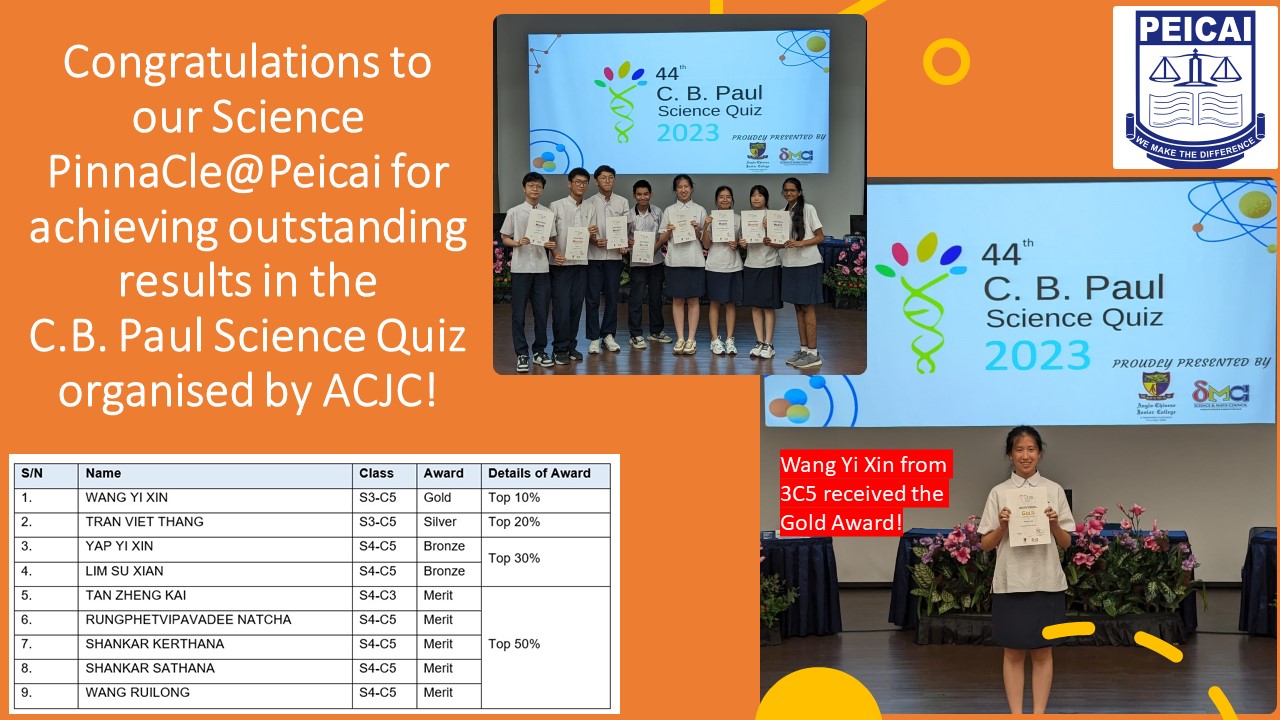 Congratulations to
our Science
PinnaCle@Peicai for
achieving outstanding
results in the
C.B. Paul Science Quiz
organised by ACJC!
44th
C. B. Paul
Science Quiz
2023
PROUDLY PRESENTED BY
PEICAI
WE MAKE THE DIFFERENCE
44th
C. B. Paul
Science Quiz
2023
PROUDLY PRESENTED BY
Anglo-Chinese
Junior College
SMC
SCIENCE & MATH COUNCIL
Wang Yi Xin from
3C5 received the
Gold Award!
GOLD
S/N Name Class Award Details of Award
1. WANG YI XIN S3-C5 Gold Top 10%
2. TRAN VIET THANG S3-C5 Silver Top 20%
3. YAP YI XIN S4-C5 Bronze Top 30%
4. LIM SU XIAN S4-C5 Bronze
5. TAN ZHENG KAI S4-C3 Merit Top 50%
6. RUNGPHETVIPAVADEE NATCHA S4-C5 Merit
7. SHANKAR KERTHANA S4-C5 Merit
8. SHANKAR SATHANA S4-C5 Merit
9. WANG RUILONG S4-C5 Merit